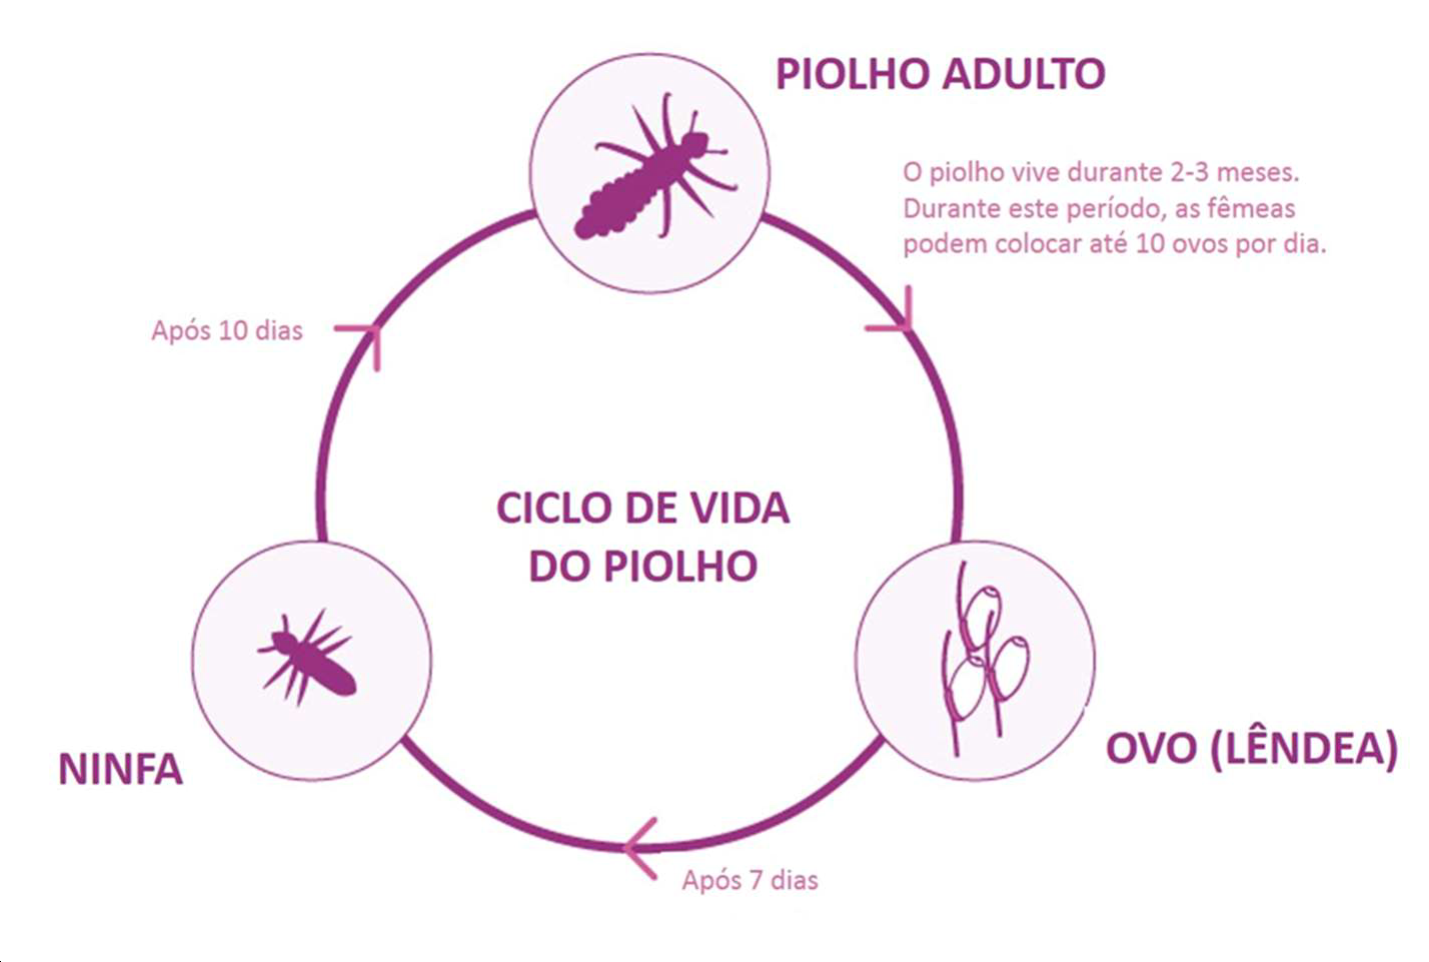 PIOLHO ADULTO
O piolho vive durante 2-3 meses.
Durante este período, as fêmeas
podem colocar até 10 ovos por dia.
Após 10 dias
CICLO DE VIDA
DO PIOLHO
OVO (LÊNDEA)
NINFA
Após 7 dias